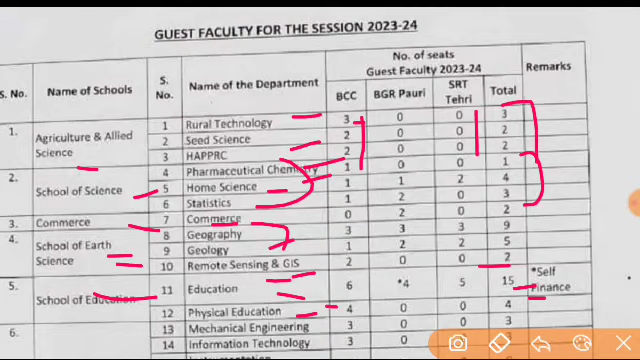 GUEST FACULTY FOR THE SESSION 2023-24
S. No. Name of Schools S. No. Name of the Department No. of seats Guest Faculty 2023-24 Remarks
BCC BGR Pauri SRT Tehri Total
1. Agriculture & Allied Science 1 Rural Technology 3 0 0 3
2 Seed Science 2 0 0 2
3 HAPPRC 2 0 0 2
2. School of Science 4 Pharmaceutical Chemistry 1 0 0 1
5 Home Science 1 1 2 4
6 Statistics 1 2 0 3
3. Commerce 7 Commerce 0 2 0 2
4. School of Earth Science 8 Geography 3 3 3 9
9 Geology 1 2 2 5
10 Remote Sensing & GIS 2 0 0 2
5. School of Education 11 Education 6 *4 5 15 *Self Finance
12 Physical Education 4 0 0 4
6. 13 Mechanical Engineering 3 0 0 3
14 Information Technology 3 0 0 3